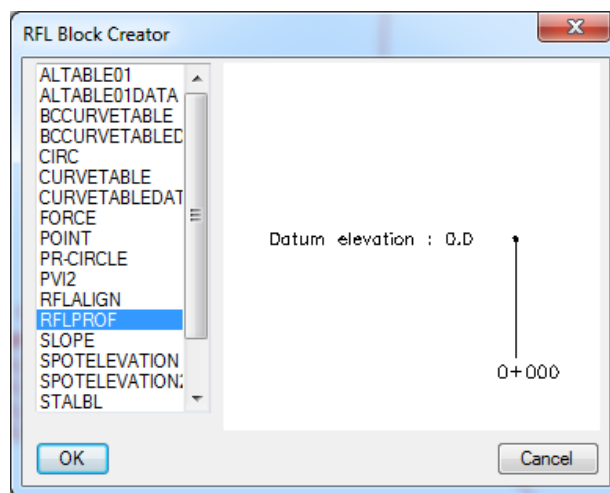 RFL Block Creator
ALTABLE01
ALTABLE01DATA
BCCURVETABLE
BCCURVETABLED
CIRC
CURVETABLE
CURVETABLEDAT
FORCE
POINT
PR-CIRCLE
PVI2
RFLALIGN
RFLPROF
SLOPE
SPOTELEVATION
SPOTELEVATION2
STALBL
Datum elevation : 0.0
0+000
OK
Cancel